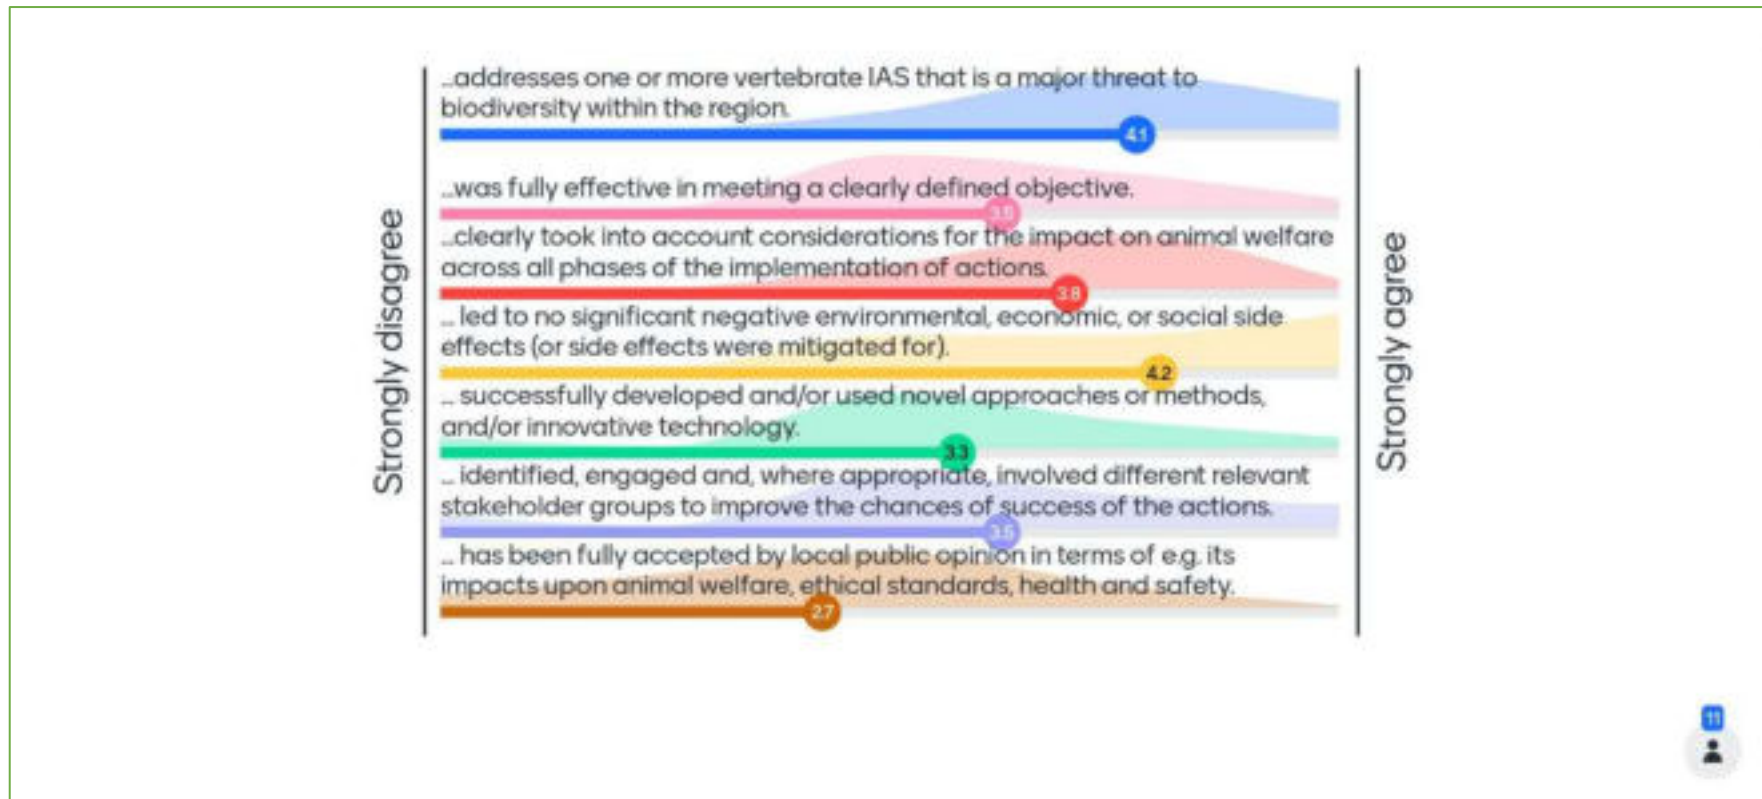 Strongly disagree
...addresses one or more vertebrate IAS that is a major threat to
biodiversity within the region.
4.1
...was fully effective in meeting a clearly defined objective.
3.5
...clearly took into account considerations for the impact on animal welfare
across all phases of the implementation of actions.
3.8
... led to no significant negative environmental, economic, or social side
effects (or side effects were mitigated for).
4.2
... successfully developed and/or used novel approaches or methods,
and/or innovative technology.
3.3
... identified, engaged and, where appropriate, involved different relevant
stakeholder groups to improve the chances of success of the actions.
3.5
... has been fully accepted by local public opinion in terms of e.g. its
impacts upon animal welfare, ethical standards, health and safety.
2.7
Strongly agree
11